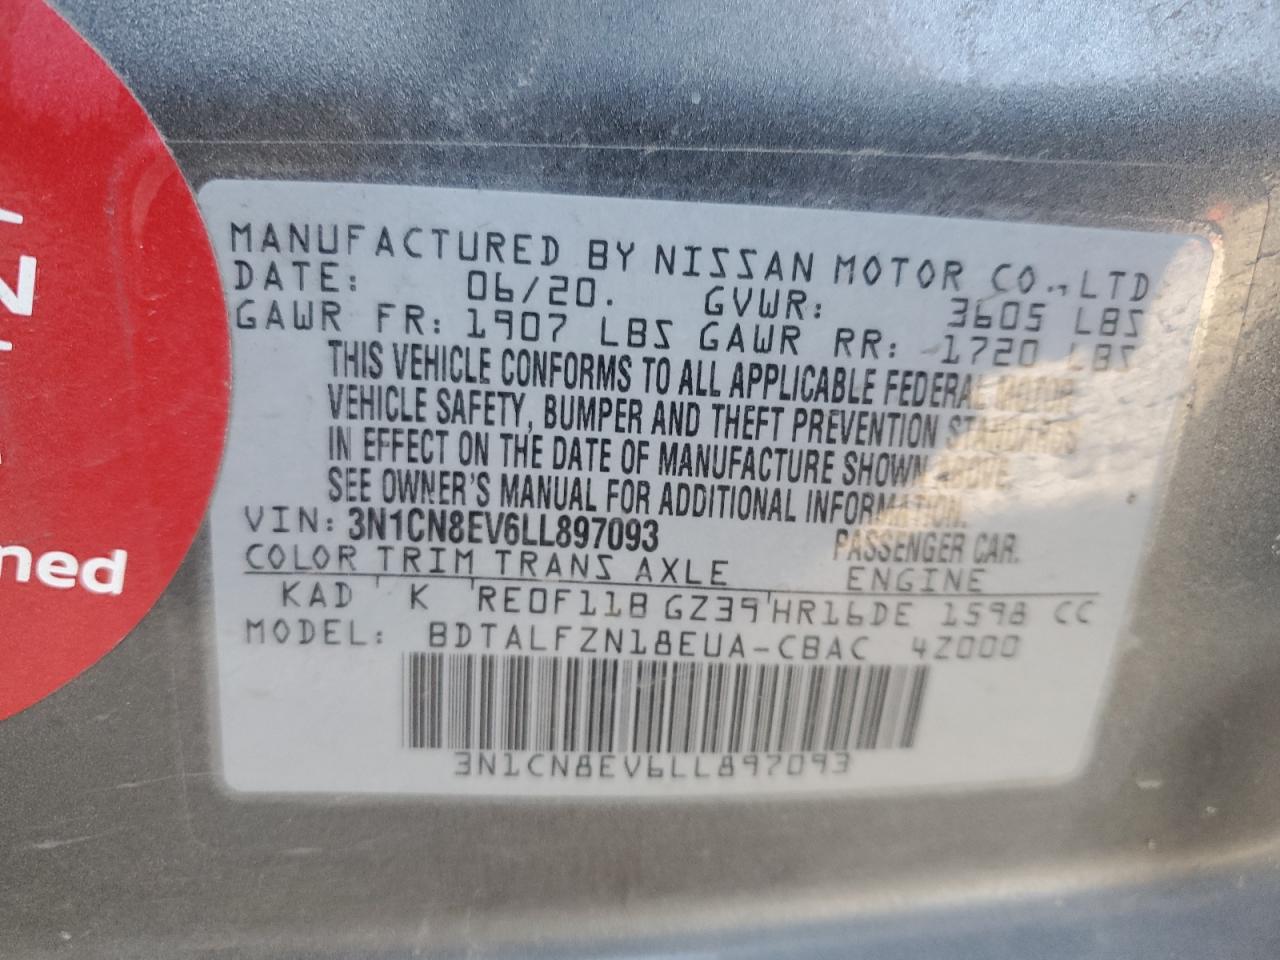 MANUFACTURED BY NISSAN MOTOR CO.,LTD
DATE: 06/20. GVWR: 3605 LBS
GAWR FR: 1907 LBS GAWR RR: 1720 LBS
THIS VEHICLE CONFORMS TO ALL APPLICABLE FEDERAL MOTOR
VEHICLE SAFETY, BUMPER AND THEFT PREVENTION STANDARDS
IN EFFECT ON THE DATE OF MANUFACTURE SHOWN ABOVE.
SEE OWNER'S MANUAL FOR ADDITIONAL INFORMATION.
VIN: 3N1CN8EV6LL897093 PASSENGER CAR.
COLOR TRIM TRANS AXLE ENGINE
KAD K RE0F11B GZ39 HR16DE 1598 CC
MODEL: BDTALFZN18EUA-CBAC 4Z000
3N1CN8EV6LL897093
ned